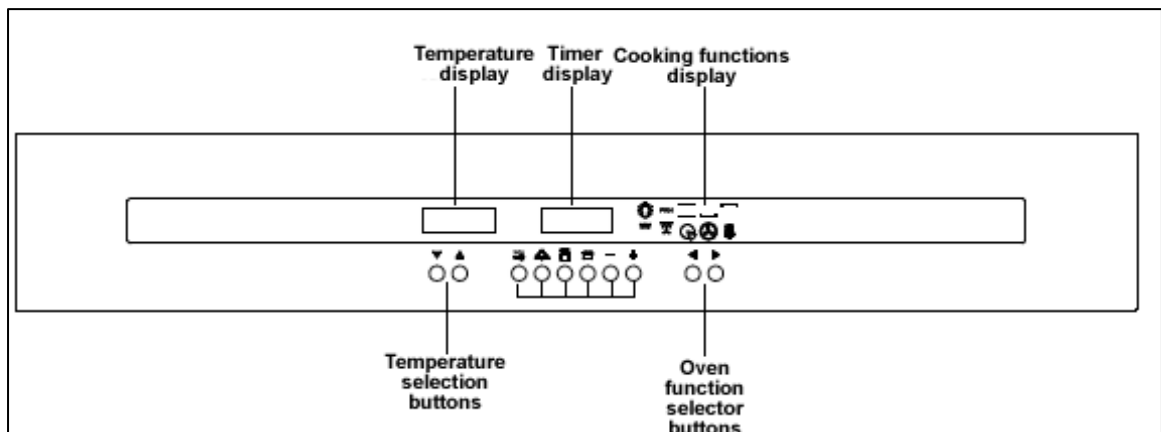 Temperature
display
Timer
display
Cooking functions
display
Temperature
selection
buttons
Oven
function
selector
buttons